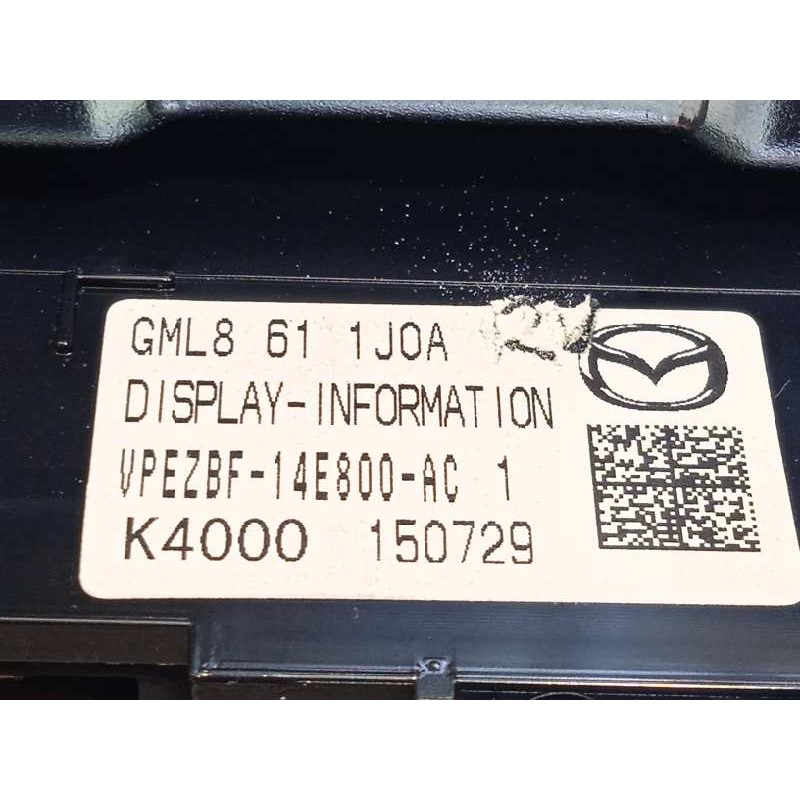 GML8 61 1J0A
DISPLAY-INFORMATION
VPEZBF-14E800-AC 1
K4000 150729